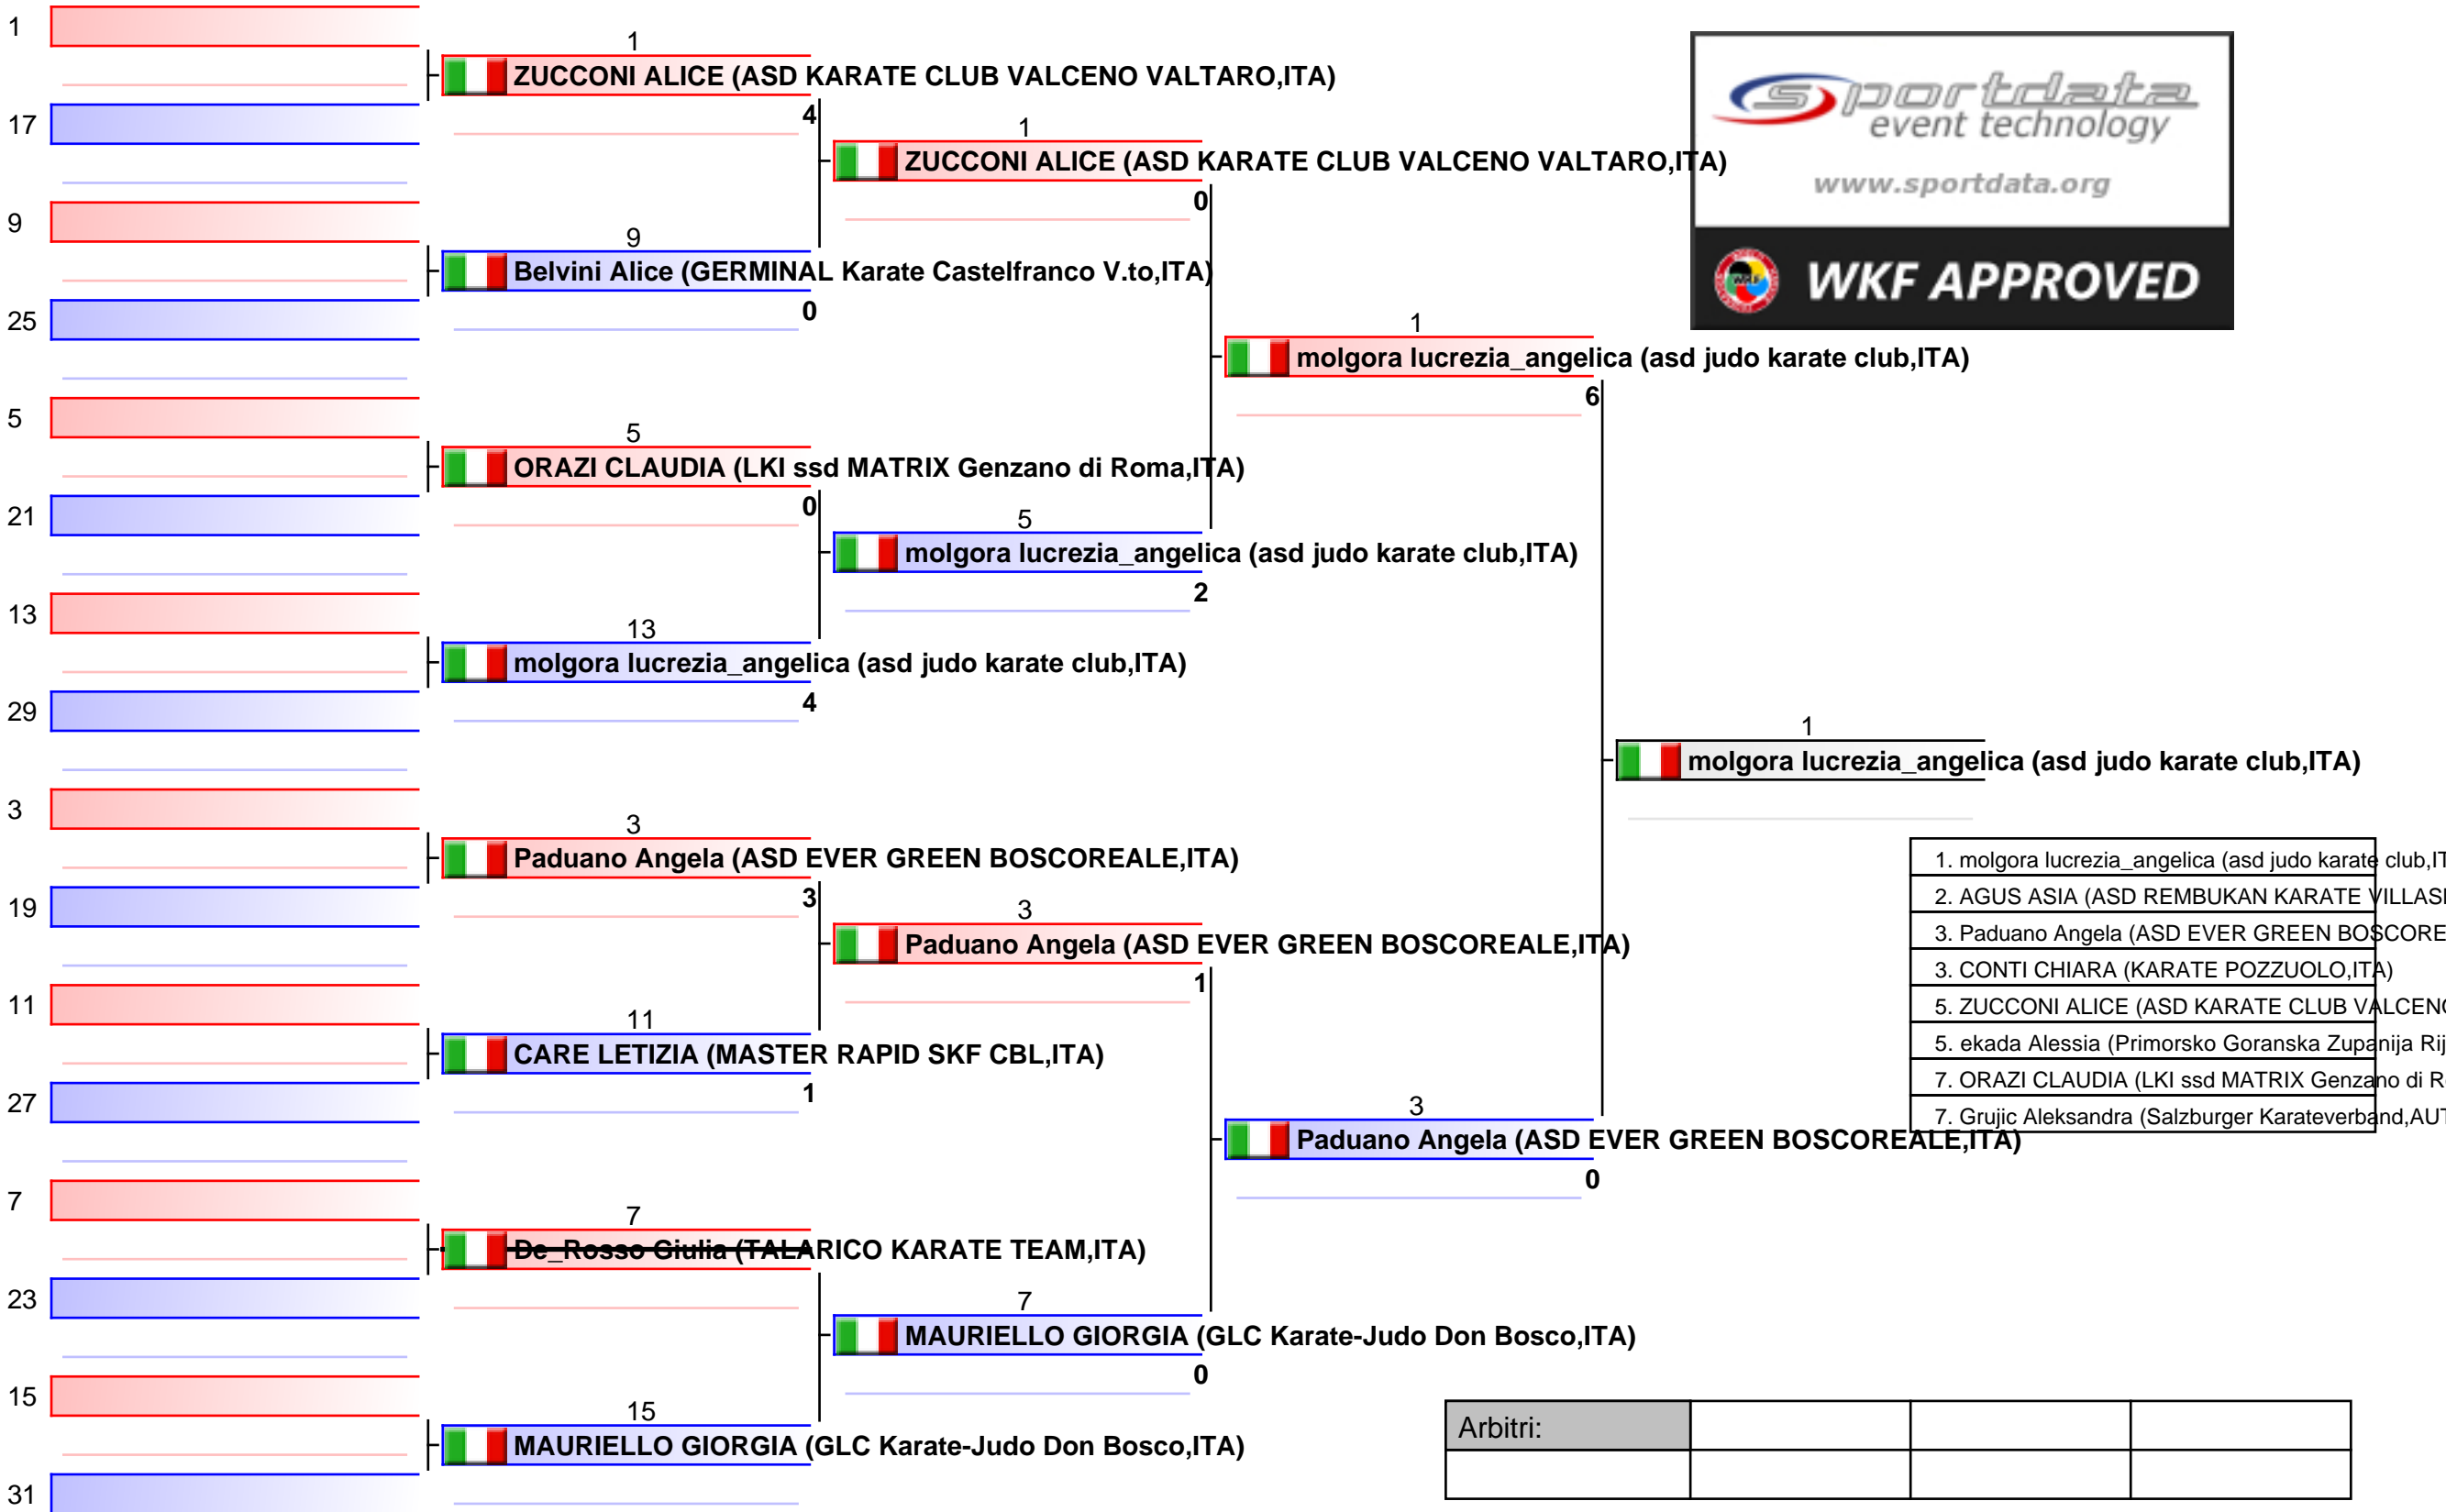 1
17
9
25
5
21
13
29
3
19
11
27
7
23
15
31
1
ZUCCONI ALICE (ASD KARATE CLUB VALCENO VALTARO,ITA)
4
9
Belvini Alice (GERMINAL Karate Castelfranco V.to,ITA)
0
5
ORAZI CLAUDIA (LKI ssd MATRIX Genzano di Roma,ITA)
0
13
molgora lucrezia_angelica (asd judo karate club,ITA)
4
3
Paduano Angela (ASD EVER GREEN BOSCOREALE,ITA)
3
11
CARE LETIZIA (MASTER RAPID SKF CBL,ITA)
1
7
De_Rosso Giulia (TALARICO KARATE TEAM,ITA)
15
MAURIELLO GIORGIA (GLC Karate-Judo Don Bosco,ITA)
1
ZUCCONI ALICE (ASD KARATE CLUB VALCENO VALTARO,ITA)
0
5
molgora lucrezia_angelica (asd judo karate club,ITA)
2
3
Paduano Angela (ASD EVER GREEN BOSCOREALE,ITA)
1
7
MAURIELLO GIORGIA (GLC Karate-Judo Don Bosco,ITA)
0
1
molgora lucrezia_angelica (asd judo karate club,ITA)
6
3
Paduano Angela (ASD EVER GREEN BOSCOREALE,ITA)
0
1
molgora lucrezia_angelica (asd judo karate club,ITA)
sportdata
event technology
www.sportdata.org
WKF APPROVED
1. molgora lucrezia_angelica (asd judo karate club,IT
2. AGUS ASIA (ASD REMBUKAN KARATE VILLAS
3. Paduano Angela (ASD EVER GREEN BOSCORE
3. CONTI CHIARA (KARATE POZZUOLO,ITA)
5. ZUCCONI ALICE (ASD KARATE CLUB VALCENO
5. ekada Alessia (Primorsko Goranska Zupanija Rij
7. ORAZI CLAUDIA (LKI ssd MATRIX Genzano di R
7. Grujic Aleksandra (Salzburger Karateverband,AUT
Arbitri: